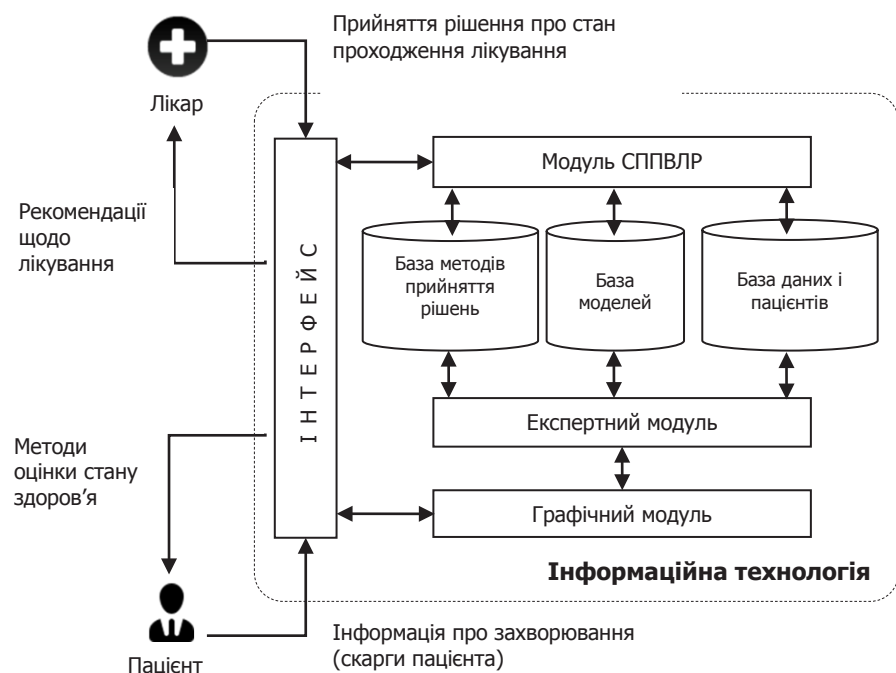 Прийняття рішення про стан
проходження лікування
Лікар
Рекомендації
щодо
лікування
ІНТЕРФЕЙС
Модуль СППВЛР
База методів
прийняття
рішень
База
моделей
База даних і
пацієнтів
Експертний модуль
Графічний модуль
Інформаційна технологія
Методи
оцінки стану
здоров’я
Пацієнт
Інформація про захворювання
(скарги пацієнта)